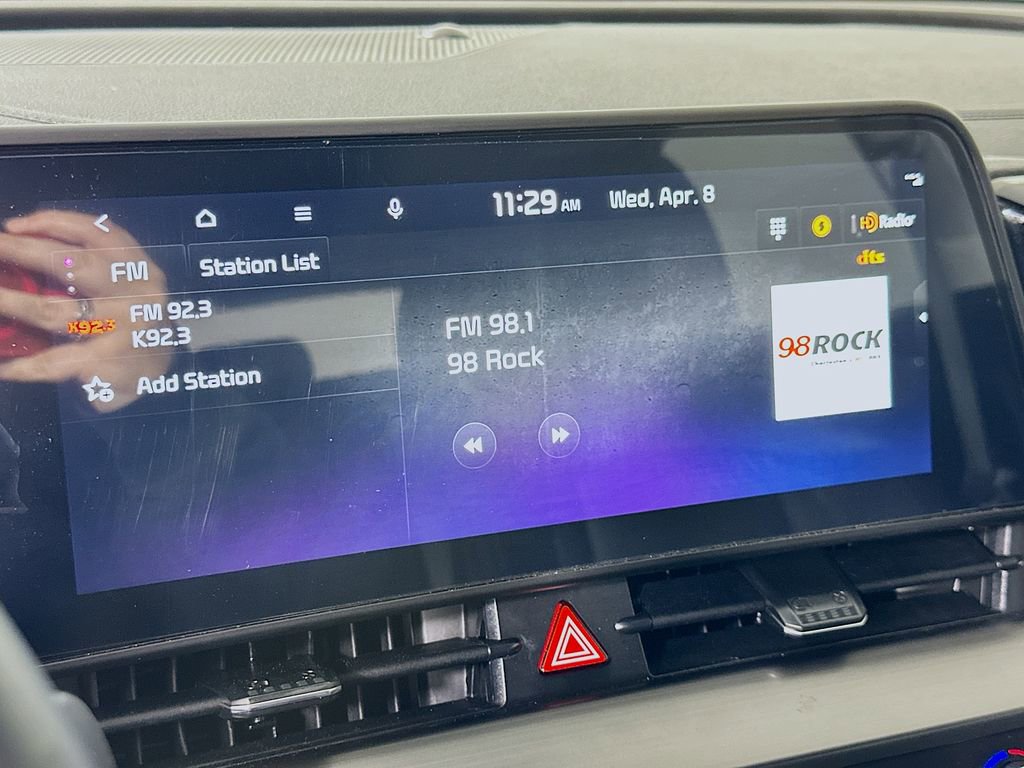 11:29 AM Wed, Apr. 8
HD Radio
FM Station List
dts
FM 92.3
K92.3
K92.3
Add Station
FM 98.1
98 Rock
98ROCK